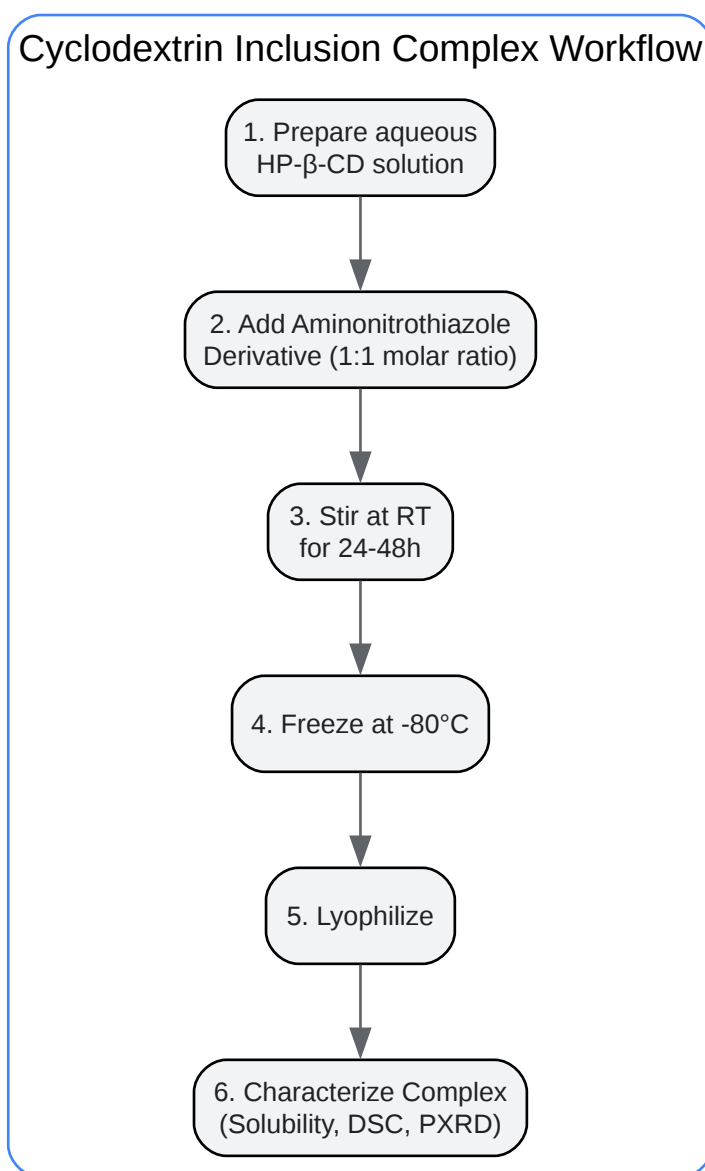 Cyclodextrin Inclusion Complex Workflow
1. Prepare aqueous
HP-β-CD solution
2. Add Aminonitrothiazole
Derivative (1:1 molar ratio)
3. Stir at RT
for 24-48h
4. Freeze at -80°C
5. Lyophilize
6. Characterize Complex
(Solubility, DSC, PXRD)